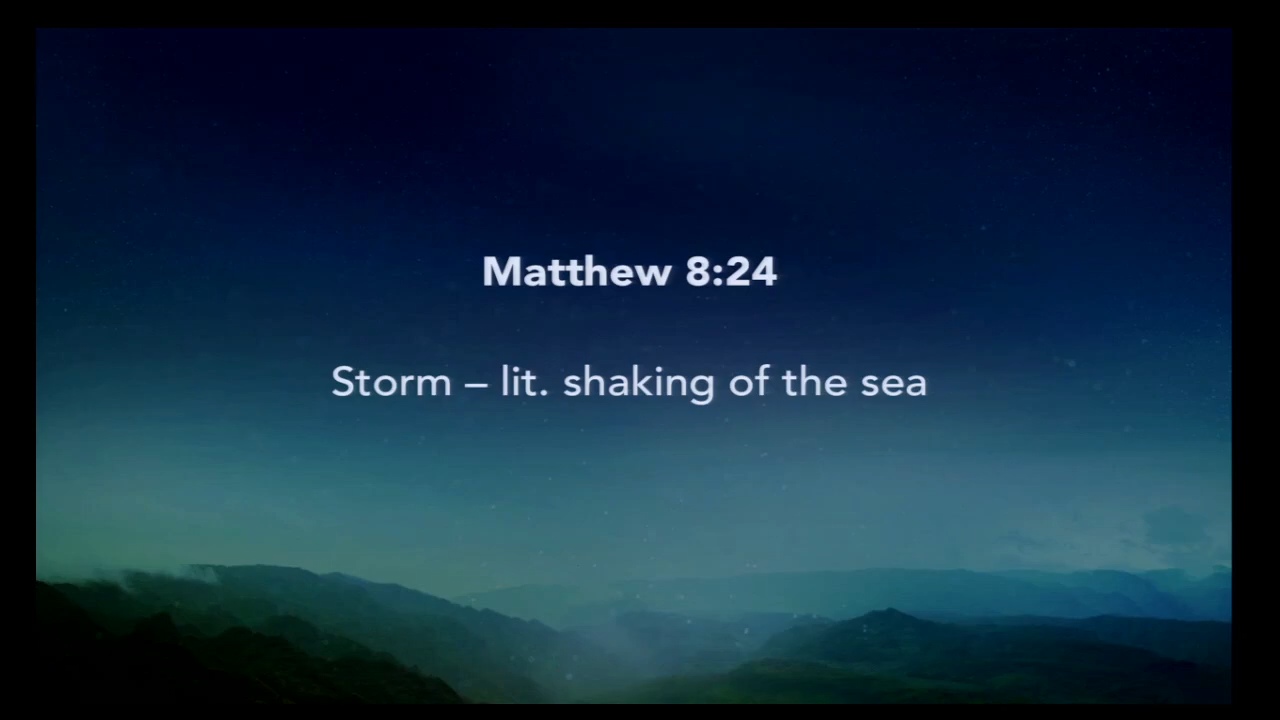 Matthew 8:24
Storm – lit. shaking of the sea